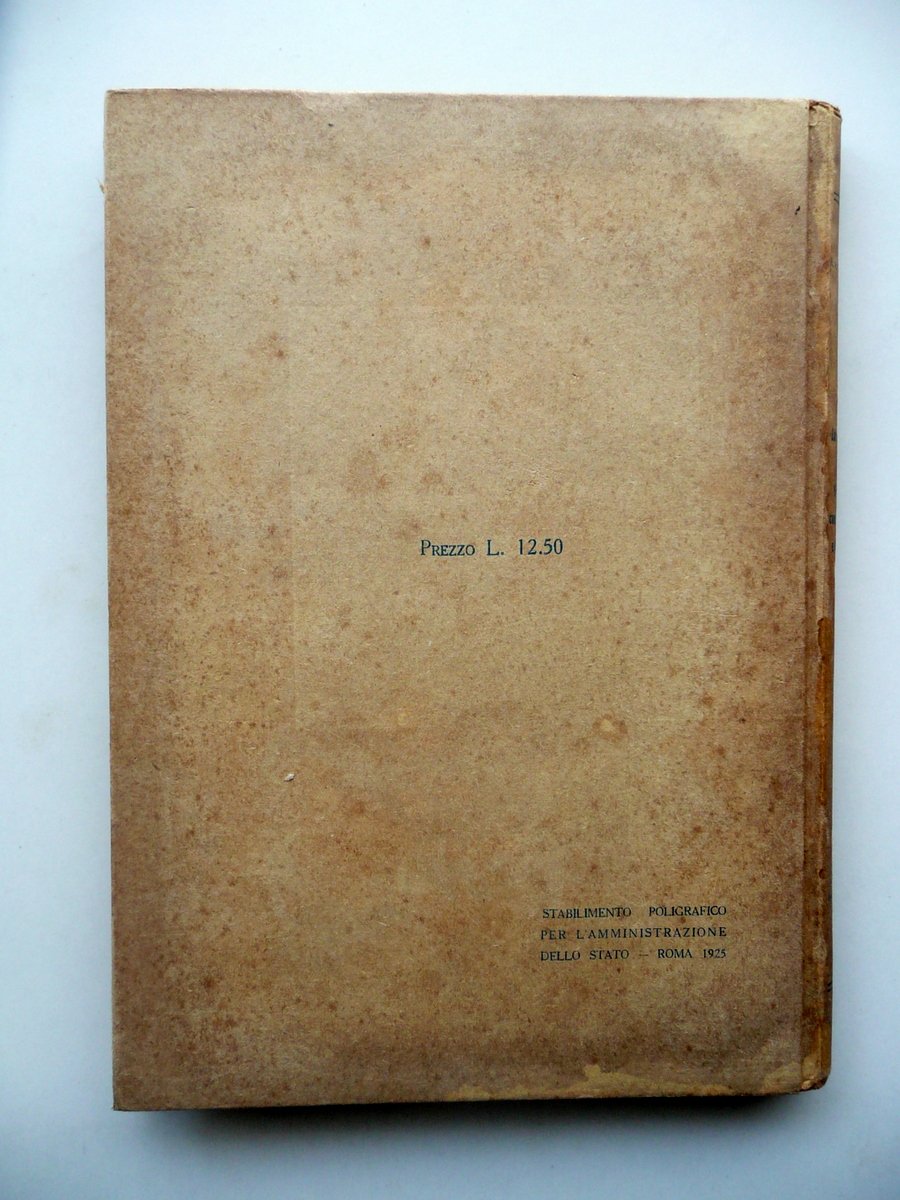 PREZZO L. 12.50
STABILIMENTO POLIGRAFICO
PER L'AMMINISTRAZIONE
DELLO STATO — ROMA 1925